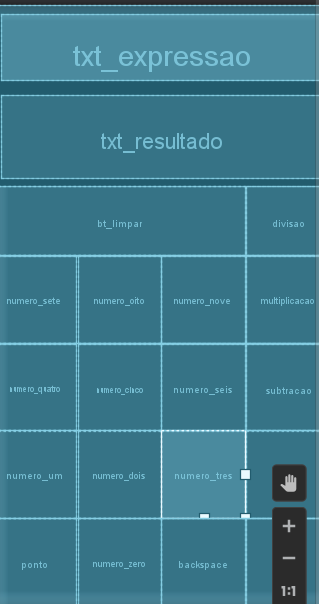 txt_expressao
txt_resultado
bt_limpar divisao
numero_sete numero_oito numero_nove multiplicacao
numero_quatro numero_cinco numero_seis subtracao
numero_um numero_dois numero_tres
+
−
ponto numero_zero backspace
1:1